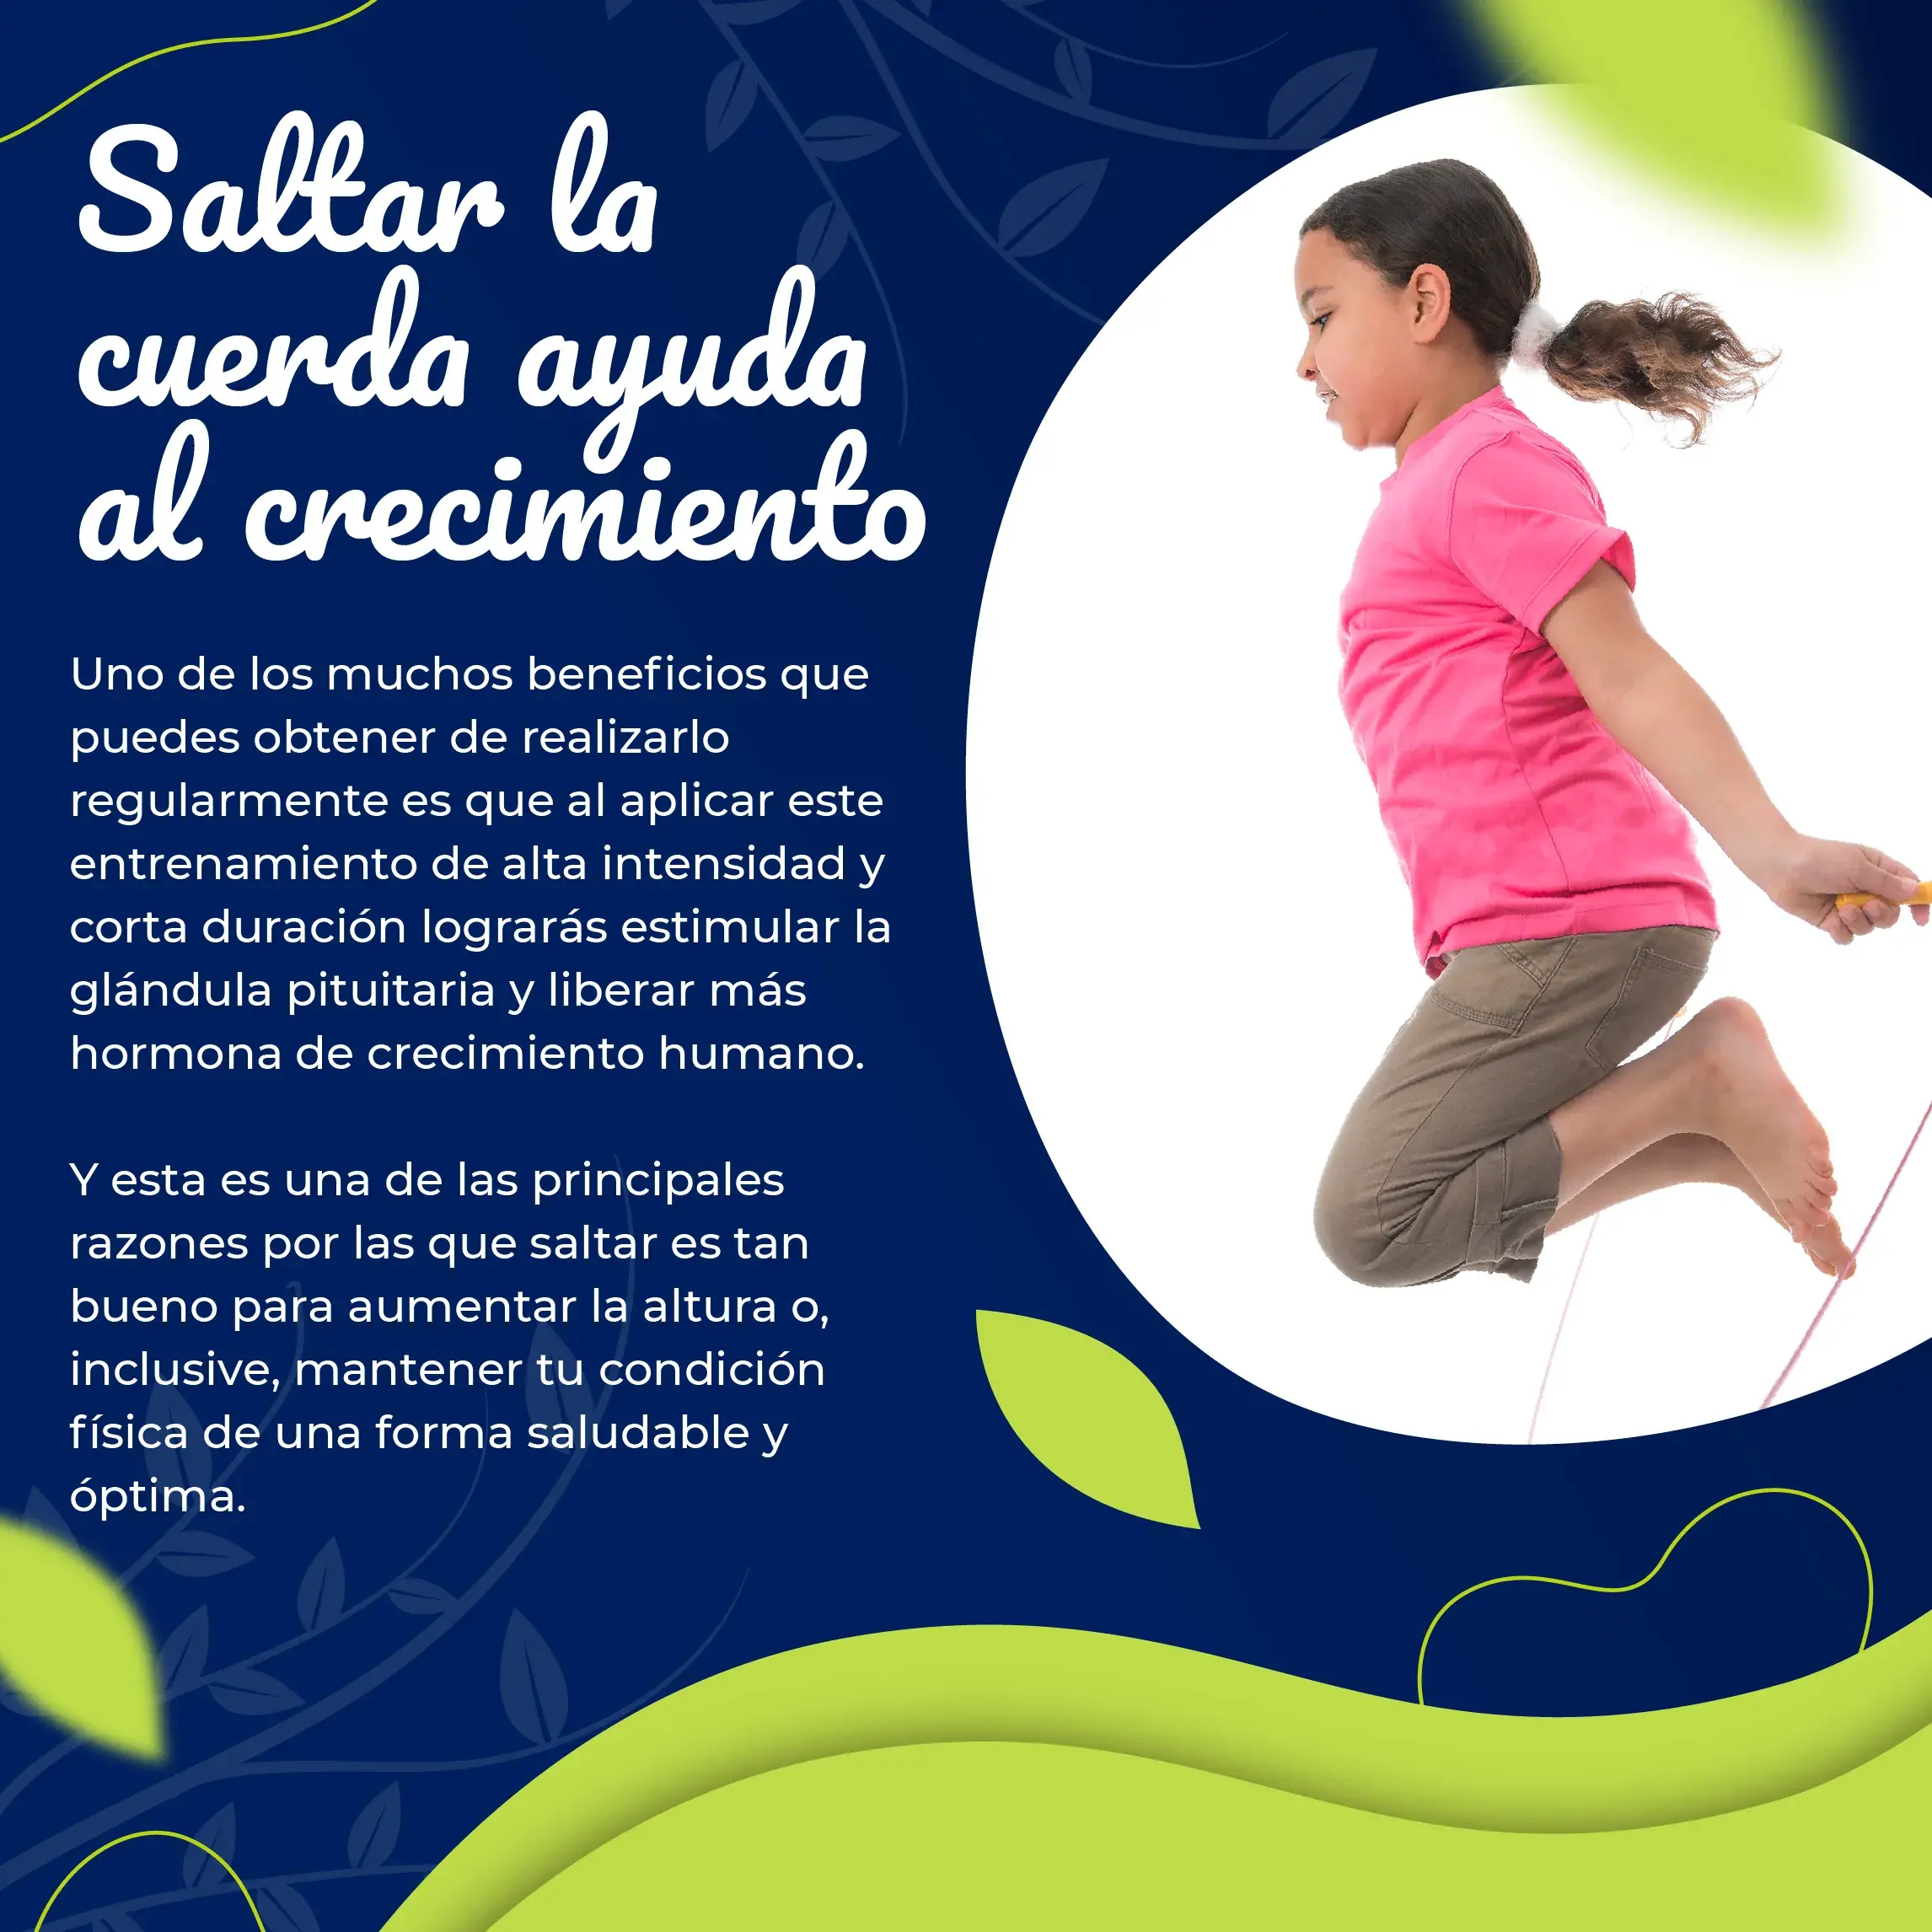 Saltar la
cuerda ayuda
al crecimiento
Uno de los muchos beneficios que
puedes obtener de realizarlo
regularmente es que al aplicar este
entrenamiento de alta intensidad y
corta duración lograrás estimular la
glándula pituitaria y liberar más
hormona de crecimiento humano.
Y esta es una de las principales
razones por las que saltar es tan
bueno para aumentar la altura o,
inclusive, mantener tu condición
física de una forma saludable y
óptima.